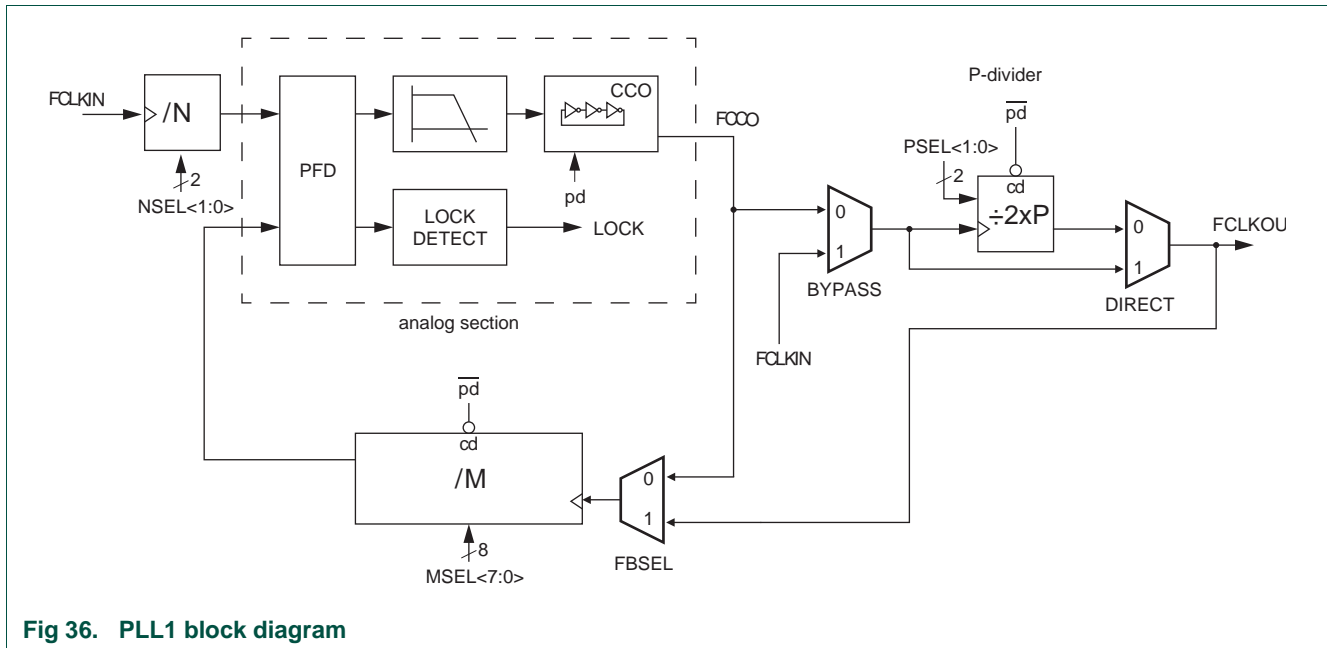 FCLKIN
/N
2
NSEL<1:0>
PFD
CCO
pd
LOCK
DETECT
LOCK
analog section
FCCO
0
1
BYPASS
FCLKIN
P-divider
pd
PSEL<1:0>
2
cd
÷2xP
0
1
DIRECT
FCLKOU
pd
cd
/M
8
MSEL<7:0>
0
1
FBSEL
Fig 36. PLL1 block diagram